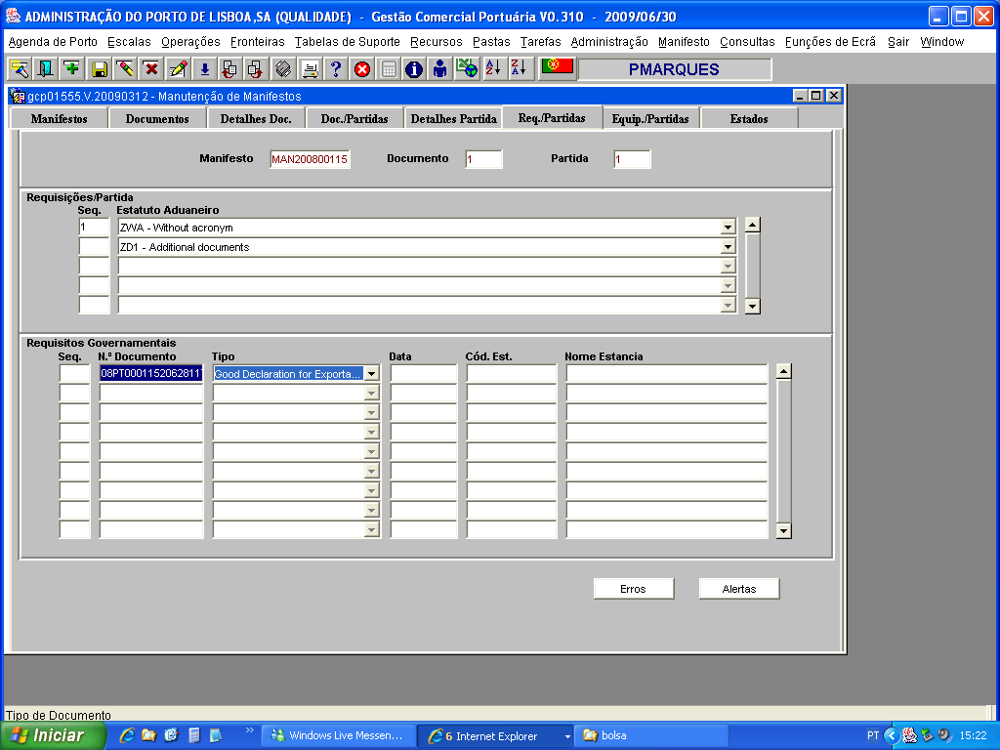 ADMINISTRAÇÃO DO PORTO DE LISBOA,SA (QUALIDADE) - Gestão Comercial Portuária V0.310 - 2009/06/30
Agenda de Porto Escalas Operações Fronteiras Tabelas de Suporte Recursos Pastas Tarefas Administração Manifesto Consultas Funções de Ecrã Sair Window
PMARQUES
gcp01555.V.20090312 - Manutenção de Manifestos
Manifestos Documentos Detalhes Doc. Doc./Partidas Detalhes Partida Req./Partidas Equip./Partidas Estados
Manifesto MAN200800115 Documento 1 Partida 1
Requisições/Partida
Seq. Estatuto Aduaneiro
1 ZWA - Without acronym
ZD1 - Additional documents
Requisitos Governamentais
Seq. N.º Documento Tipo Data Cód. Est. Nome Estancia
08PT0001152062811 Good Declaration for Exporta...
Erros Alertas
Tipo de Documento
Iniciar Windows Live Messen... 6 Internet Explorer bolsa PT 15:22